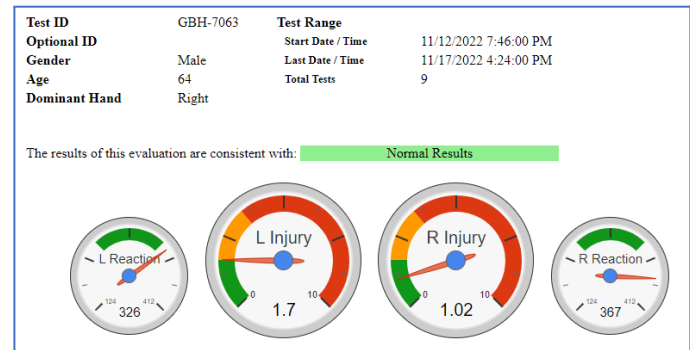 Test ID GBH-7063 Test Range
Optional ID Start Date / Time 11/12/2022 7:46:00 PM
Gender Male Last Date / Time 11/17/2022 4:24:00 PM
Age 64 Total Tests 9
Dominant Hand Right
The results of this evaluation are consistent with: Normal Results
L Reaction 124 412 326
L Injury 0 10 1.7
R Injury 0 10 1.02
R Reaction 124 412 367